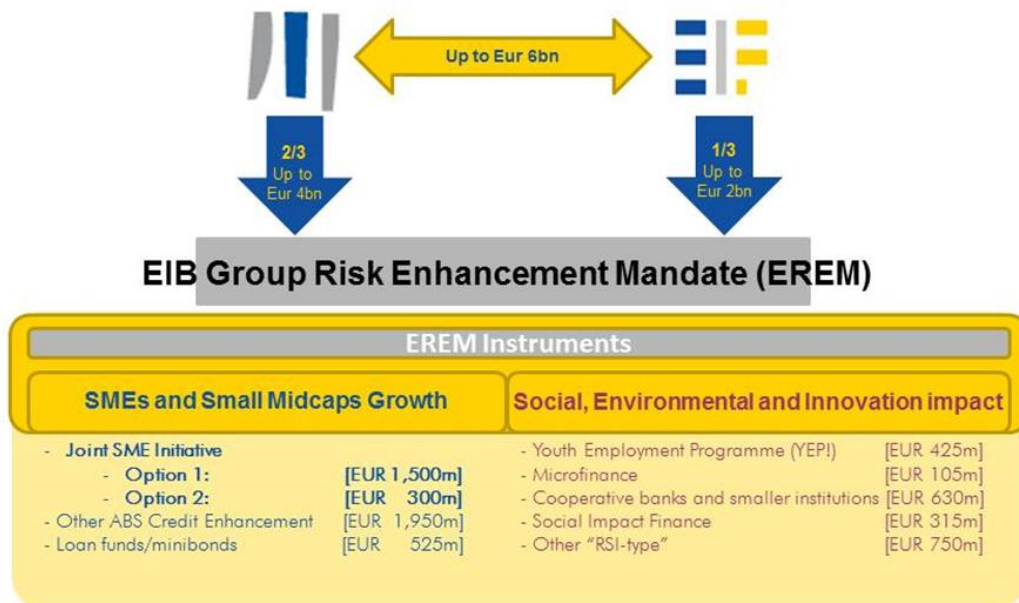 Up to Eur 6bn
2/3
Up to
Eur 4bn
1/3
Up to
Eur 2bn
EIB Group Risk Enhancement Mandate (EREM)
EREM Instruments
SMEs and Small Midcaps Growth
- Joint SME Initiative
- Option 1: [EUR 1,500m]
- Option 2: [EUR 300m]
- Other ABS Credit Enhancement [EUR 1,950m]
- Loan funds/minibonds [EUR 525m]
Social, Environmental and Innovation impact
- Youth Employment Programme (YEP!) [EUR 425m]
- Microfinance [EUR 105m]
- Cooperative banks and smaller institutions [EUR 630m]
- Social Impact Finance [EUR 315m]
- Other "RSI-type" [EUR 750m]